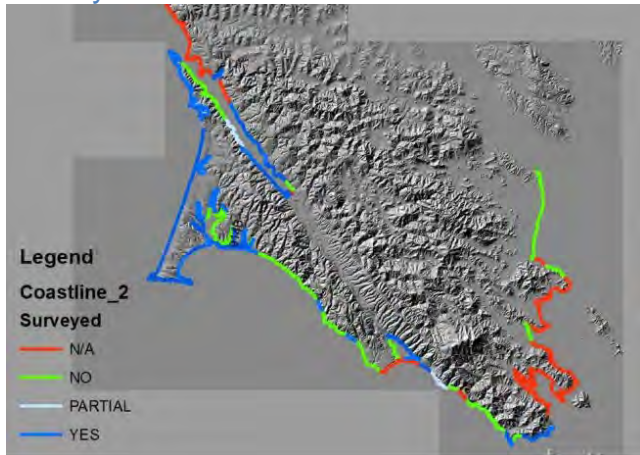 Legend
Coastline_2
Surveyed
N/A
NO
PARTIAL
YES